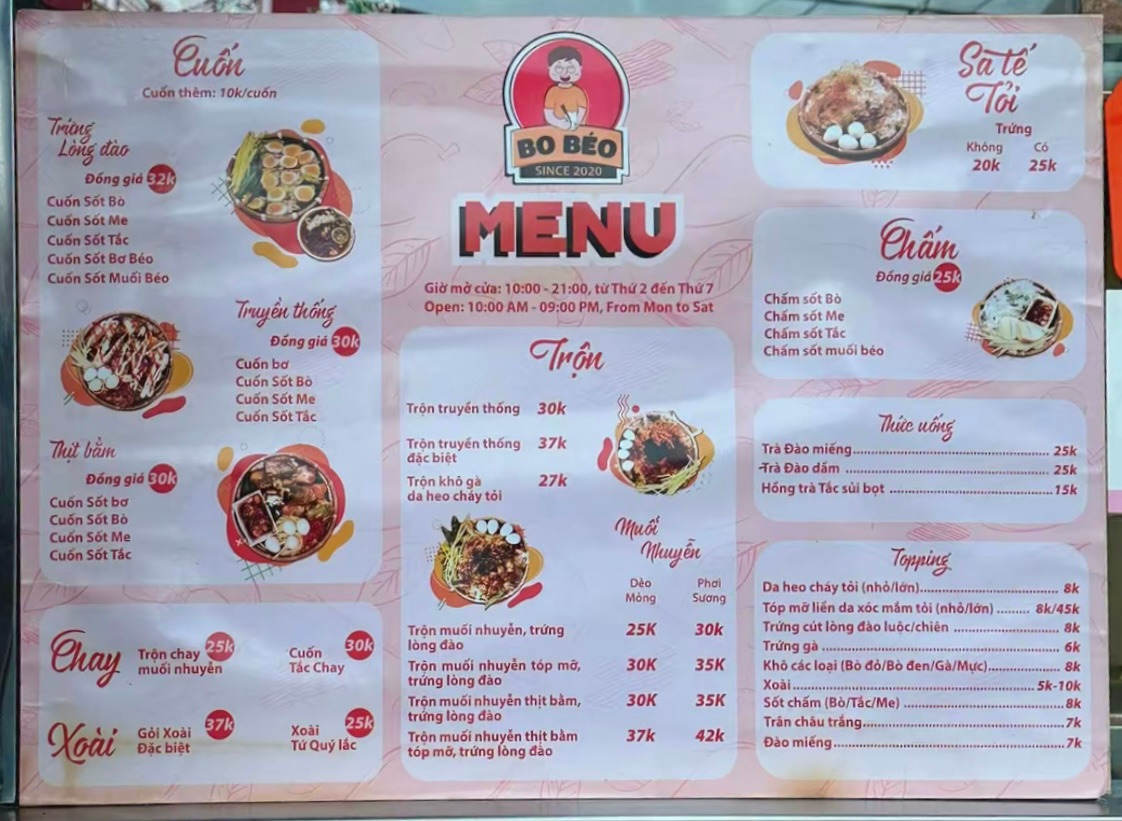 Cuốn
Cuốn thêm: 10k/cuốn
Trứng
Lòng đào
Đồng giá 32k
Cuốn Sốt Bò
Cuốn Sốt Me
Cuốn Sốt Tắc
Cuốn Sốt Bơ Béo
Cuốn Sốt Muối Béo
Truyền thống
Đồng giá 30k
Cuốn bơ
Cuốn Sốt Bò
Cuốn Sốt Me
Cuốn Sốt Tắc
Thịt bằm
Đồng giá 30k
Cuốn Sốt bơ
Cuốn Sốt Bò
Cuốn Sốt Me
Cuốn Sốt Tắc
Chay
Trộn chay 25k
muối nhuyễn
Cuốn 30k
Tắc Chay
Xoài
Gỏi Xoài 37k
Đặc biệt
Xoài 25k
Tứ Quý lắc
BO BÉO
SINCE 2020
MENU
Giờ mở cửa: 10:00 - 21:00, từ Thứ 2 đến Thứ 7
Open: 10:00 AM - 09:00 PM, From Mon to Sat
Trộn
Trộn truyền thống 30k
Trộn truyền thống 37k
đặc biệt
Trộn khô gà 27k
da heo cháy tỏi
Muối
Nhuyễn
Dẻo Phơi
Mỏng Sương
Trộn muối nhuyễn, trứng 25K 30k
lòng đào
Trộn muối nhuyễn tóp mỡ, 30K 35K
trứng lòng đào
Trộn muối nhuyễn thịt bằm, 30K 35K
trứng lòng đào
Trộn muối nhuyễn thịt bằm 37k 42k
tóp mỡ, trứng lòng đào
Sa tế
Tỏi
Trứng
Không Có
20k 25k
Chấm
Đồng giá 25k
Chấm sốt Bò
Chấm sốt Me
Chấm sốt Tắc
Chấm sốt muối béo
Thức uống
Trà Đào miếng 25k
Trà Đào dầm 25k
Hồng trà Tắc sủi bọt 15k
Topping
Da heo cháy tỏi (nhỏ/lớn) 8k
Tóp mỡ liền da xóc mắm tỏi (nhỏ/lớn) 8k/45k
Trứng cút lòng đào luộc/chiên 8k
Trứng gà 6k
Khô các loại (Bò đỏ/Bò đen/Gà/Mực) 8k
Xoài 5k-10k
Sốt chấm (Bò/Tắc/Me) 8k
Trân châu trắng 7k
Đào miếng 7k